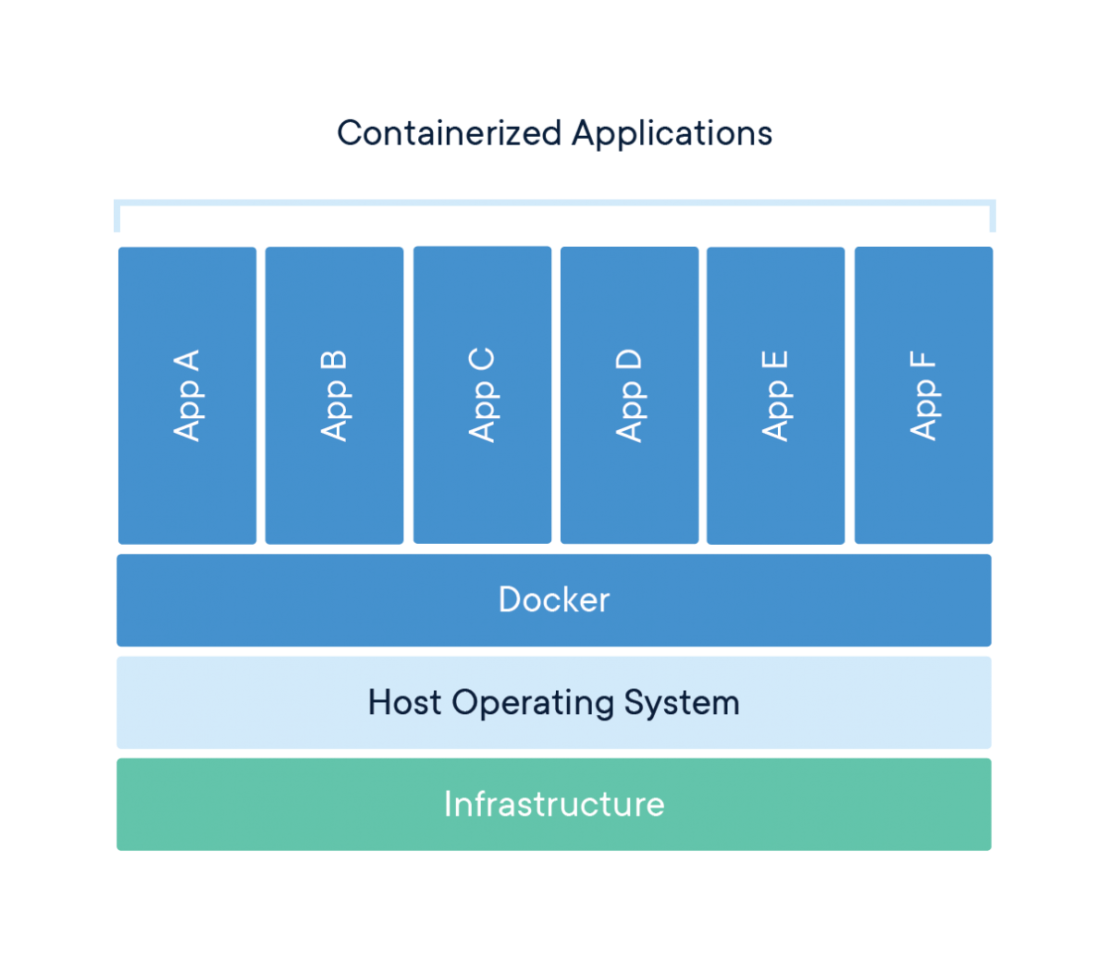 Containerized Applications
App A
App B
App C
App D
App E
App F
Docker
Host Operating System
Infrastructure